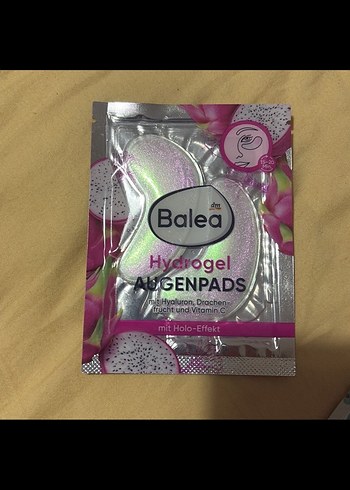 dm
Balea
Hydrogel
AUGENPADS
mit Hyaluron, Drachen-
frucht und Vitamin C
mit Holo-Effekt